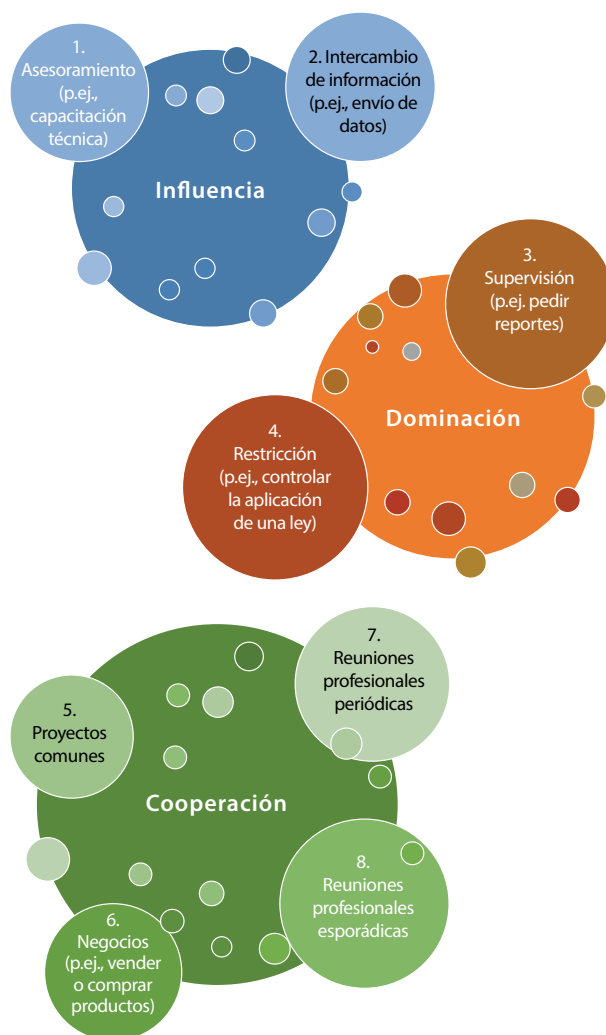 1.
Asesoramiento
(p.ej.,
capacitación
técnica)
2. Intercambio
de información
(p.ej., envío de
datos)
Influencia
3.
Supervisión
(p.ej. pedir
reportes)
Dominación
4.
Restricción
(p.ej., controlar
la aplicación
de una ley)
7.
Reuniones
profesionales
periódicas
5.
Proyectos
comunes
Cooperación
8.
Reuniones
profesionales
esporádicas
6.
Negocios
(p.ej., vender
o comprar
productos)